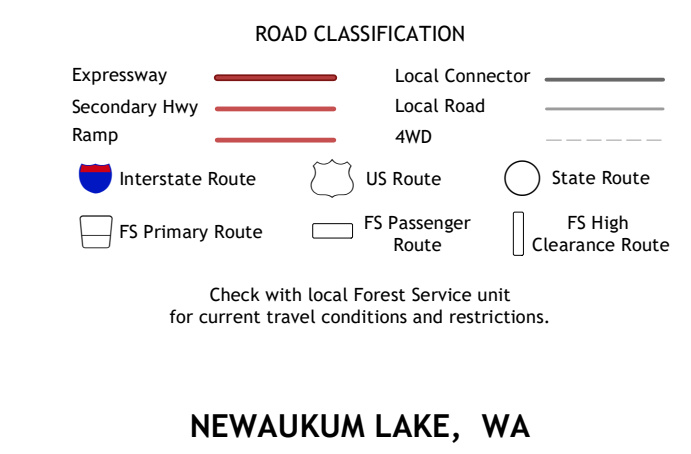 ROAD CLASSIFICATION
Expressway
Local Connector
Secondary Hwy
Local Road
Ramp
4WD
Interstate Route
US Route
State Route
FS Primary Route
FS Passenger
Route
FS High
Clearance Route
Check with local Forest Service unit
for current travel conditions and restrictions.
NEWAUKUM LAKE, WA